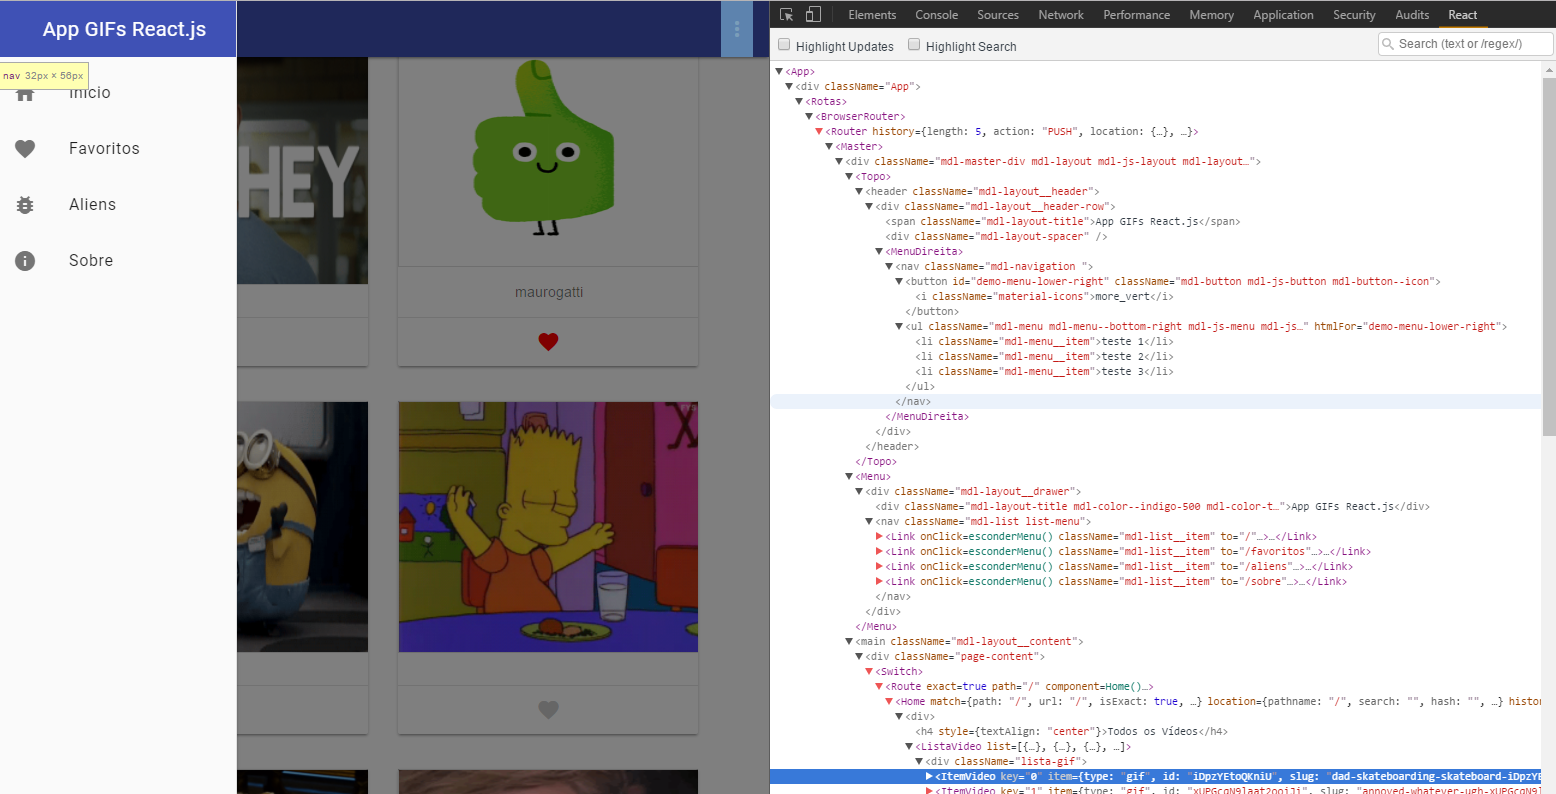 App GIFs React.js
nav 32px × 56px
Início
Favoritos
Aliens
Sobre
HEY
maurogatti
Elements Console Sources Network Performance Memory Application Security Audits React
Highlight Updates Highlight Search Search (text or /regex/)
<App>
<div className="App">
<Rotas>
<BrowserRouter>
<Router history={length: 5, action: "PUSH", location: {…}, …}>
<Master>
<div className="mdl-master-div mdl-layout mdl-js-layout mdl-layout…">
<Topo>
<header className="mdl-layout__header">
<div className="mdl-layout__header-row">
<span className="mdl-layout-title">App GIFs React.js</span>
<div className="mdl-layout-spacer" />
<MenuDireita>
<nav className="mdl-navigation ">
<button id="demo-menu-lower-right" className="mdl-button mdl-js-button mdl-button--icon">
<i className="material-icons">more_vert</i>
</button>
<ul className="mdl-menu mdl-menu--bottom-right mdl-js-menu mdl-js…" htmlFor="demo-menu-lower-right">
<li className="mdl-menu__item">teste 1</li>
<li className="mdl-menu__item">teste 2</li>
<li className="mdl-menu__item">teste 3</li>
</ul>
</nav>
</MenuDireita>
</div>
</header>
</Topo>
<Menu>
<div className="mdl-layout__drawer">
<div className="mdl-layout-title mdl-color--indigo-500 mdl-color-t…">App GIFs React.js</div>
<nav className="mdl-list list-menu">
<Link onClick=esconderMenu() className="mdl-list__item" to="/"…>…</Link>
<Link onClick=esconderMenu() className="mdl-list__item" to="/favoritos"…>…</Link>
<Link onClick=esconderMenu() className="mdl-list__item" to="/aliens"…>…</Link>
<Link onClick=esconderMenu() className="mdl-list__item" to="/sobre"…>…</Link>
</nav>
</div>
</Menu>
<main className="mdl-layout__content">
<div className="page-content">
<Switch>
<Route exact=true path="/" component=Home()…>
<Home match={path: "/", url: "/", isExact: true, …} location={pathname: "/", search: "", hash: "", …} histor
<div>
<h4 style={textAlign: "center"}>Todos os Vídeos</h4>
<ListaVideo list=[{…}, {…}, {…}, …]>
<div className="lista-gif">
<ItemVideo key="0" item={type: "gif", id: "iDpzYEtoQKniU", slug: "dad-skateboarding-skateboard-iDpzYE
<ItemVideo key="1" item={type: "gif", id: "xUPGcqN9laat2ooiJi", slug: "annoyed-whatever-ugh-xUPGcqN9l